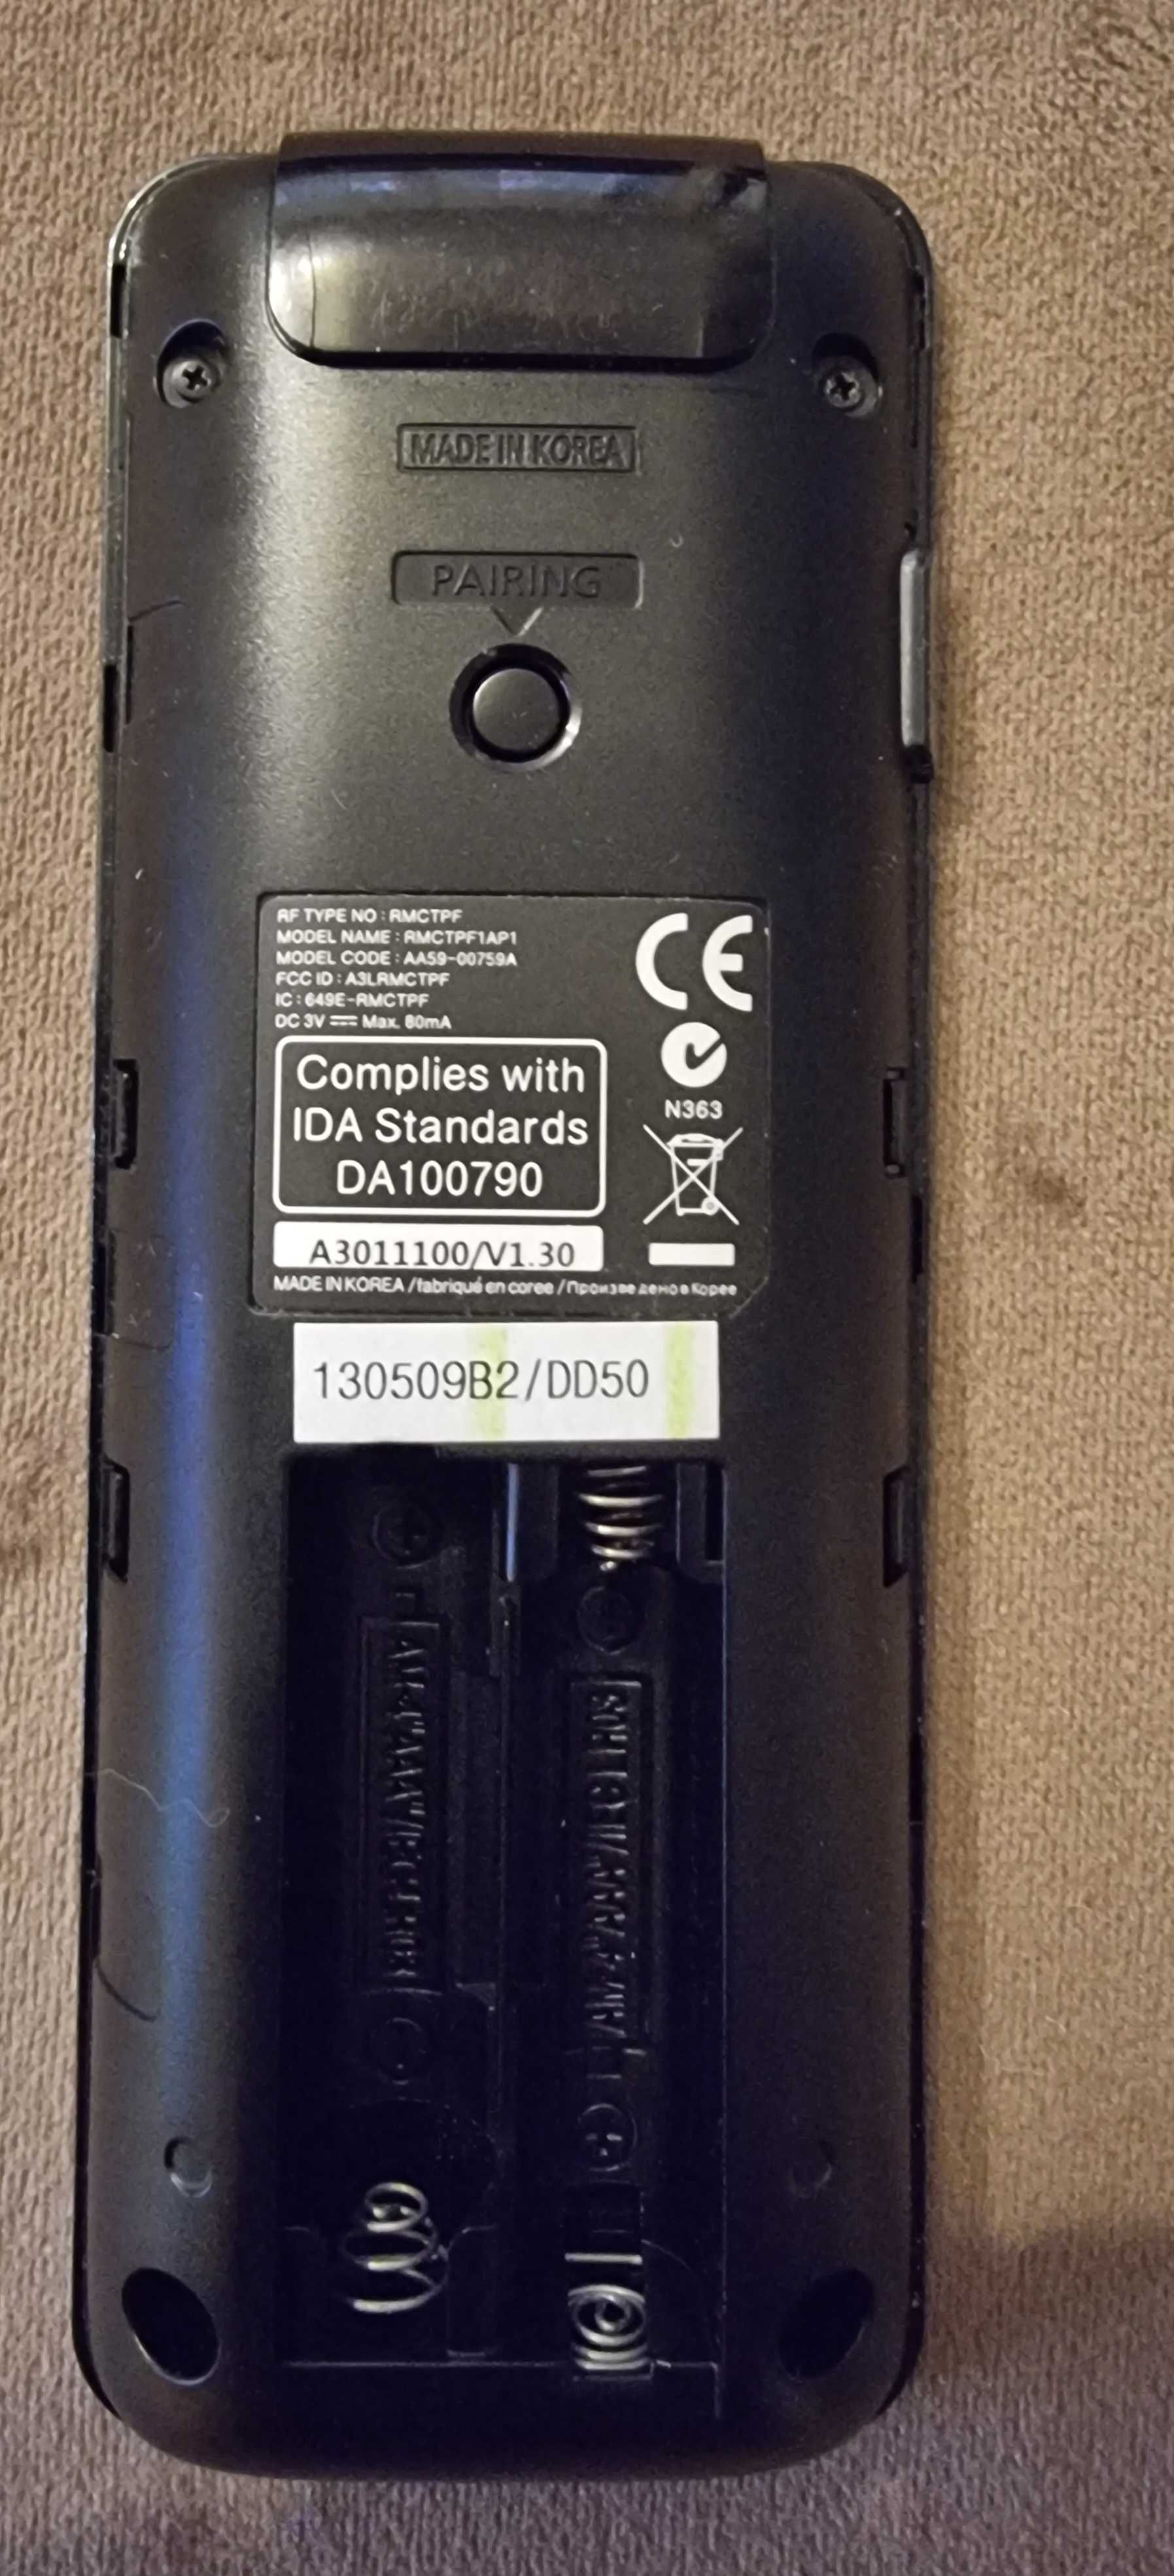 MADE IN KOREA
PAIRING
RF TYPE NO : RMCTPF
MODEL NAME : RMCTPF1AP1
MODEL CODE : AA59-00759A
FCC ID : A3LRMCTPF
IC : 649E-RMCTPF
DC 3V Max. 80mA
CE
Complies with
IDA Standards
DA100790
N363
A3011100/V1.30
MADE IN KOREA / fabriqué en coree / Произведено в Корее
130509B2/DD50